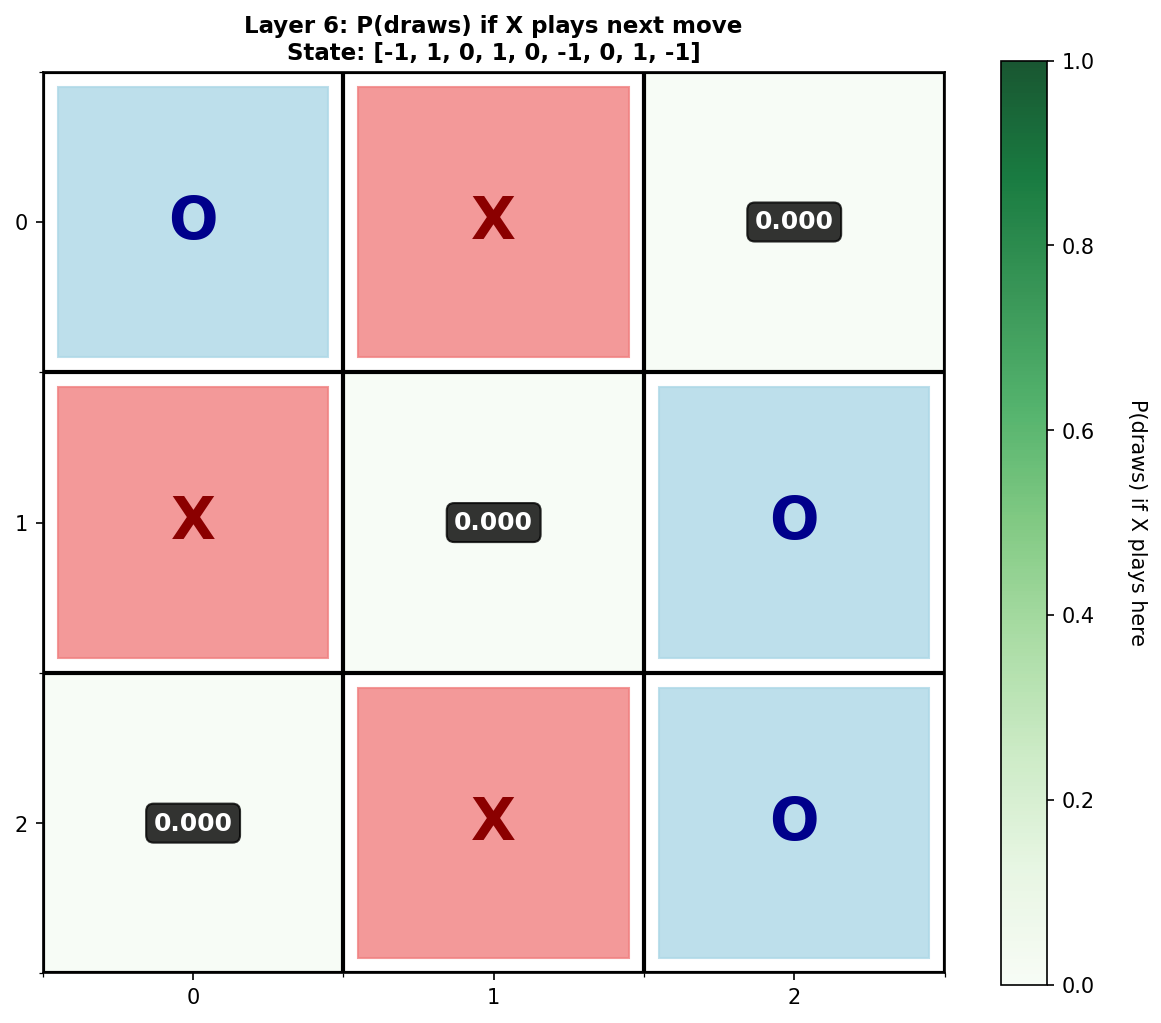 Layer 6: P(draws) if X plays next move
State: [-1, 1, 0, 1, 0, -1, 0, 1, -1]
O
X
0.000
X
0.000
O
0.000
X
O
0
1
2
0
1
2
1.0
0.8
0.6
0.4
0.2
0.0
P(draws) if X plays here